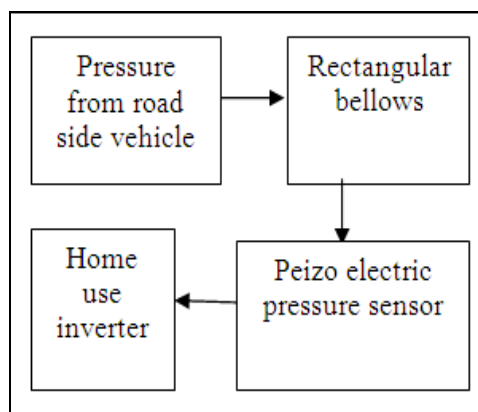 Pressure
from road
side vehicle
Rectangular
bellows
Peizo electric
pressure sensor
Home
use
inverter